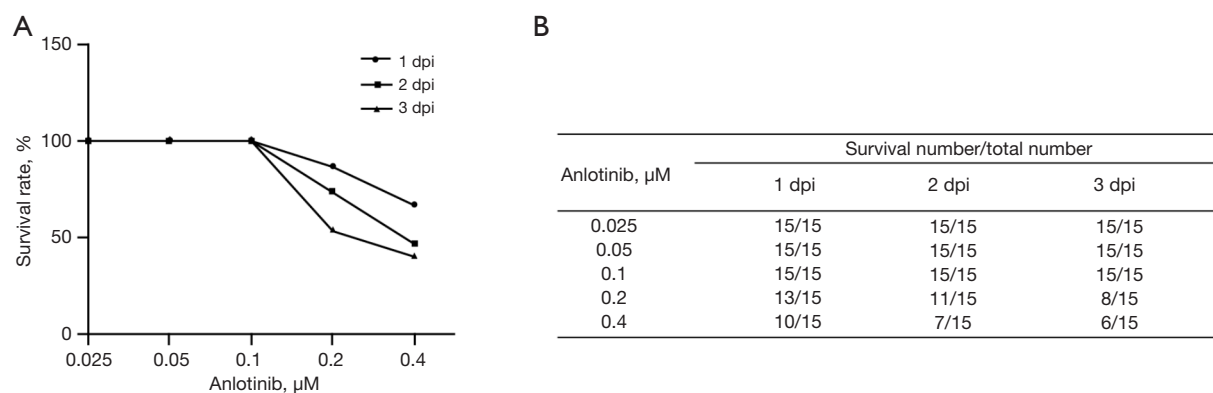 A
150
100
50
0
Survival rate, %
1 dpi
2 dpi
3 dpi
0.025 0.05 0.1 0.2 0.4
Anlotinib, µM
B
Survival number/total number
Anlotinib, µM
1 dpi 2 dpi 3 dpi
0.025 15/15 15/15 15/15
0.05 15/15 15/15 15/15
0.1 15/15 15/15 15/15
0.2 13/15 11/15 8/15
0.4 10/15 7/15 6/15